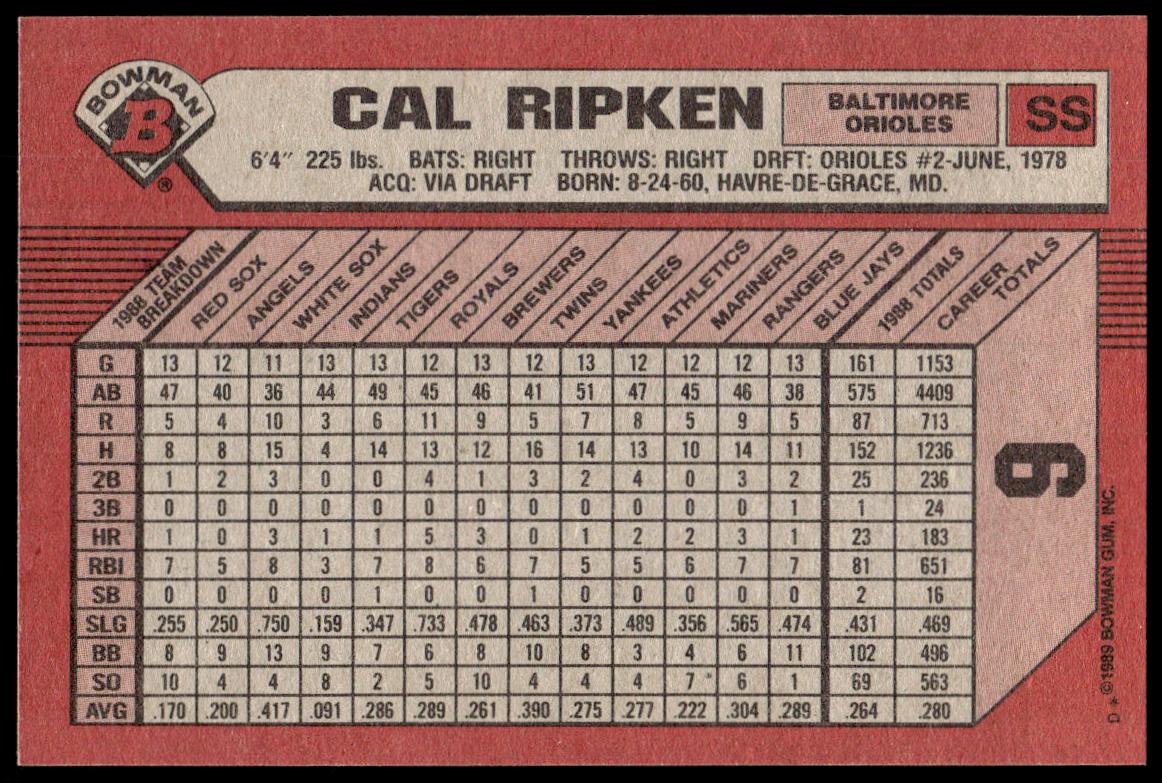 BOWMAN
B
®
CAL RIPKEN
BALTIMORE
ORIOLES
SS
6'4" 225 lbs. BATS: RIGHT THROWS: RIGHT DRFT: ORIOLES #2-JUNE, 1978
ACQ: VIA DRAFT BORN: 8-24-60, HAVRE-DE-GRACE, MD.
1988 TEAM BREAKDOWN RED SOX ANGELS WHITE SOX INDIANS TIGERS ROYALS BREWERS TWINS YANKEES ATHLETICS MARINERS RANGERS BLUE JAYS 1988 TOTALS CAREER TOTALS
G 13 12 11 13 13 12 13 12 13 12 12 12 13 161 1153
AB 47 40 36 44 49 45 46 41 51 47 45 46 38 575 4409
R 5 4 10 3 6 11 9 5 7 8 5 9 5 87 713
H 8 8 15 4 14 13 12 16 14 13 10 14 11 152 1236
2B 1 2 3 0 0 4 1 3 2 4 0 3 2 25 236
3B 0 0 0 0 0 0 0 0 0 0 0 0 1 1 24
HR 1 0 3 1 1 5 3 0 1 2 2 3 1 23 183
RBI 7 5 8 3 7 8 6 7 5 5 6 7 7 81 651
SB 0 0 0 0 1 0 0 1 0 0 0 0 0 2 16
SLG .255 .250 .750 .159 .347 .733 .478 .463 .373 .489 .356 .565 .474 .431 .469
BB 8 9 13 9 7 6 8 10 8 3 4 6 11 102 496
SO 10 4 4 8 2 5 10 4 4 4 7 6 1 69 563
AVG .170 .200 .417 .091 .286 .289 .261 .390 .275 .277 .222 .304 .289 .264 .280
9
D * ©1989 BOWMAN GUM, INC.